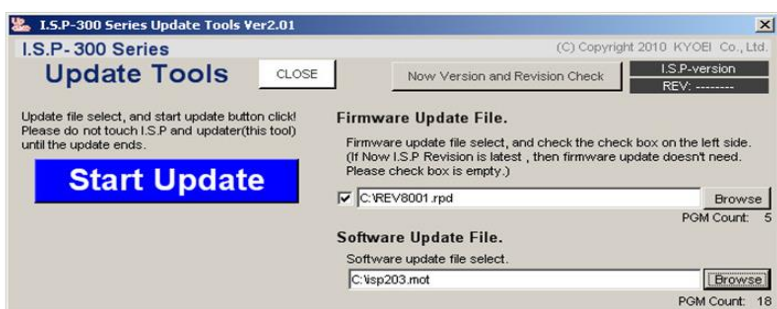 I.S.P-300 Series Update Tools Ver2.01
I.S.P- 300 Series
(C) Copyright 2010 KYOEI Co., Ltd.
Update Tools
CLOSE
Now Version and Revision Check
I.S.P-version
REV: --------
Update file select, and start update button click!
Please do not touch I.S.P and updater(this tool)
until the update ends.
Start Update
Firmware Update File.
Firmware update file select, and check the check box on the left side.
(If Now I.S.P Revision is latest , then firmware update doesn't need.
Please check box is empty.)
C:\REV8001.rpd
Browse
PGM Count: 5
Software Update File.
Software update file select.
C:\isp203.mot
Browse
PGM Count: 18